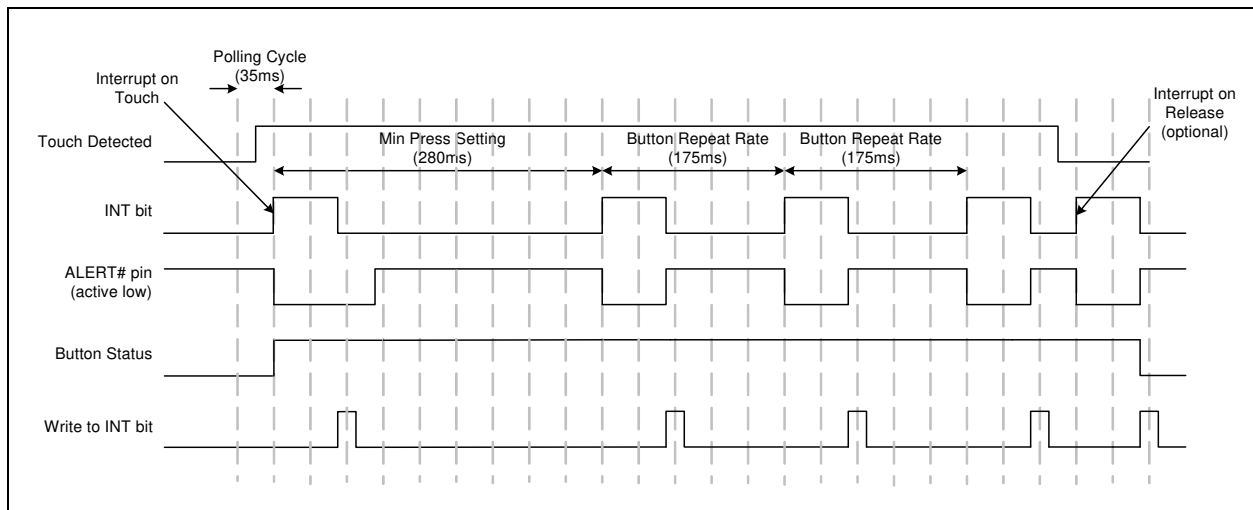 Polling Cycle
(35ms)
Interrupt on
Touch
Interrupt on
Release
(optional)
Touch Detected
Min Press Setting
(280ms)
Button Repeat Rate
(175ms)
Button Repeat Rate
(175ms)
INT bit
ALERT# pin
(active low)
Button Status
Write to INT bit